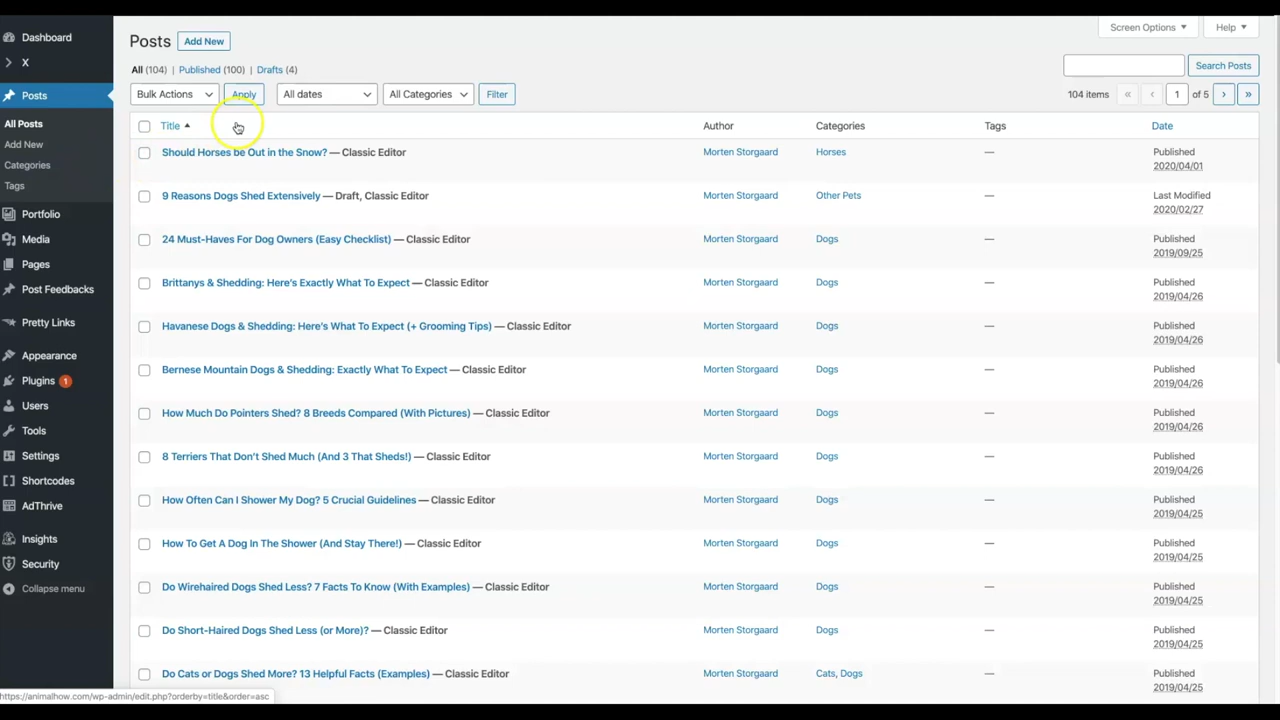 Screen Options ▼ Help ▼
Dashboard
X
Posts
All Posts
Add New
Categories
Tags
Portfolio
Media
Pages
Post Feedbacks
Pretty Links
Appearance
Plugins 1
Users
Tools
Settings
Shortcodes
AdThrive
Insights
Security
Collapse menu
Posts Add New
All (104) | Published (100) | Drafts (4)
Search Posts
Bulk Actions Apply All dates All Categories Filter
104 items « ‹ 1 of 5 › »
Title Author Categories Tags Date
Should Horses be Out in the Snow? — Classic Editor Morten Storgaard Horses — Published
2020/04/01
9 Reasons Dogs Shed Extensively — Draft, Classic Editor Morten Storgaard Other Pets — Last Modified
2020/02/27
24 Must-Haves For Dog Owners (Easy Checklist) — Classic Editor Morten Storgaard Dogs — Published
2019/09/25
Brittanys & Shedding: Here's Exactly What To Expect — Classic Editor Morten Storgaard Dogs — Published
2019/04/26
Havanese Dogs & Shedding: Here's What To Expect (+ Grooming Tips) — Classic Editor Morten Storgaard Dogs — Published
2019/04/26
Bernese Mountain Dogs & Shedding: Exactly What To Expect — Classic Editor Morten Storgaard Dogs — Published
2019/04/26
How Much Do Pointers Shed? 8 Breeds Compared (With Pictures) — Classic Editor Morten Storgaard Dogs — Published
2019/04/26
8 Terriers That Don't Shed Much (And 3 That Sheds!) — Classic Editor Morten Storgaard Dogs — Published
2019/04/26
How Often Can I Shower My Dog? 5 Crucial Guidelines — Classic Editor Morten Storgaard Dogs — Published
2019/04/25
How To Get A Dog In The Shower (And Stay There!) — Classic Editor Morten Storgaard Dogs — Published
2019/04/25
Do Wirehaired Dogs Shed Less? 7 Facts To Know (With Examples) — Classic Editor Morten Storgaard Dogs — Published
2019/04/25
Do Short-Haired Dogs Shed Less (or More)? — Classic Editor Morten Storgaard Dogs — Published
2019/04/25
Do Cats or Dogs Shed More? 13 Helpful Facts (Examples) — Classic Editor Morten Storgaard Cats, Dogs — Published
2019/04/25
https://animalhow.com/wp-admin/edit.php?orderby=title&order=asc